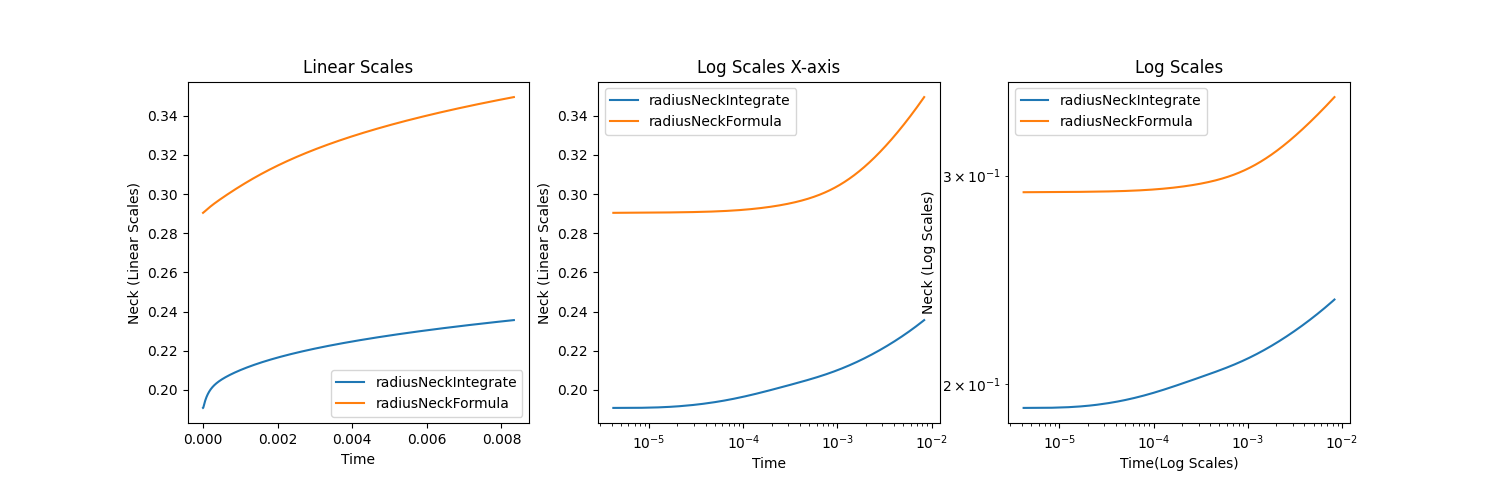 Linear Scales
Neck (Linear Scales)
0.34
0.32
0.30
0.28
0.26
0.24
0.22
0.20
radiusNeckIntegrate
radiusNeckFormula
0.000 0.002 0.004 0.006 0.008
Time
Log Scales X-axis
Neck (Linear Scales)
radiusNeckIntegrate
radiusNeckFormula
0.34
0.32
0.30
0.28
0.26
0.24
0.22
0.20
10⁻⁵ 10⁻⁴ 10⁻³ 10⁻²
Time
Log Scales
Neck (Log Scales)
radiusNeckIntegrate
radiusNeckFormula
3 × 10⁻¹
2 × 10⁻¹
10⁻⁵ 10⁻⁴ 10⁻³ 10⁻²
Time(Log Scales)